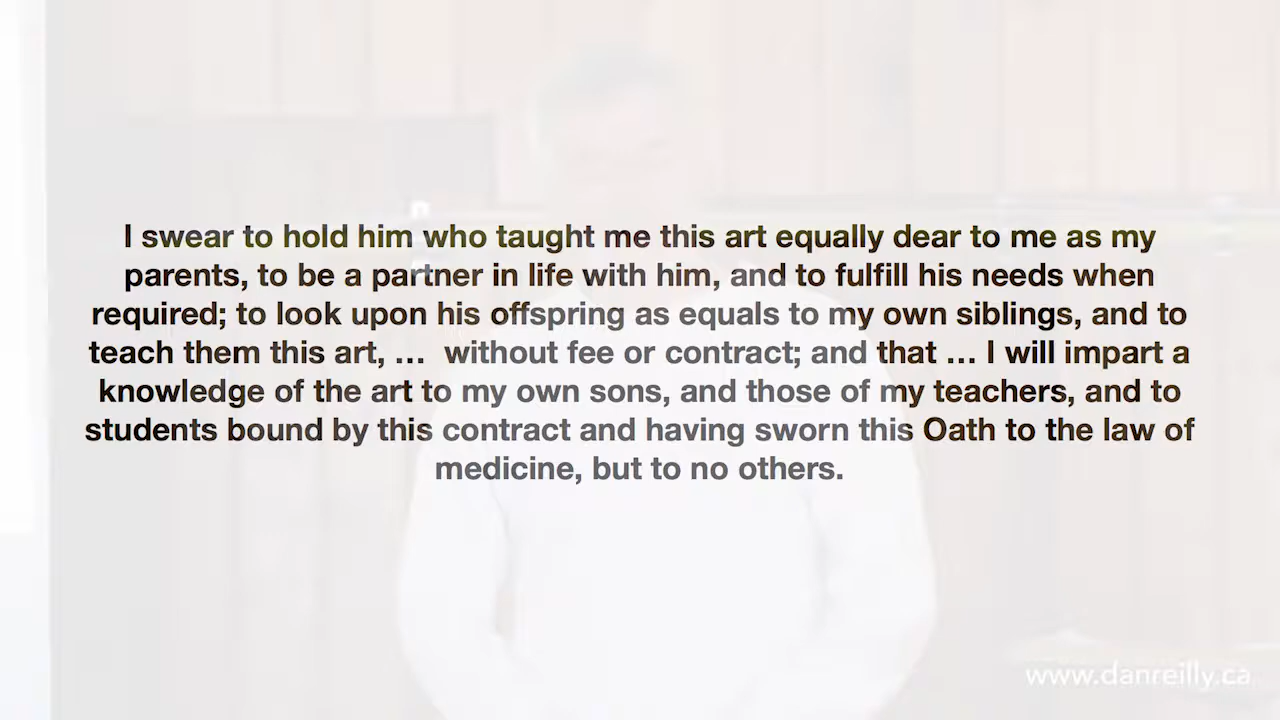 I swear to hold him who taught me this art equally dear to me as my
parents, to be a partner in life with him, and to fulfill his needs when
required; to look upon his offspring as equals to my own siblings, and to
teach them this art, …  without fee or contract; and that … I will impart a
knowledge of the art to my own sons, and those of my teachers, and to
students bound by this contract and having sworn this Oath to the law of
medicine, but to no others.
www.danreilly.ca